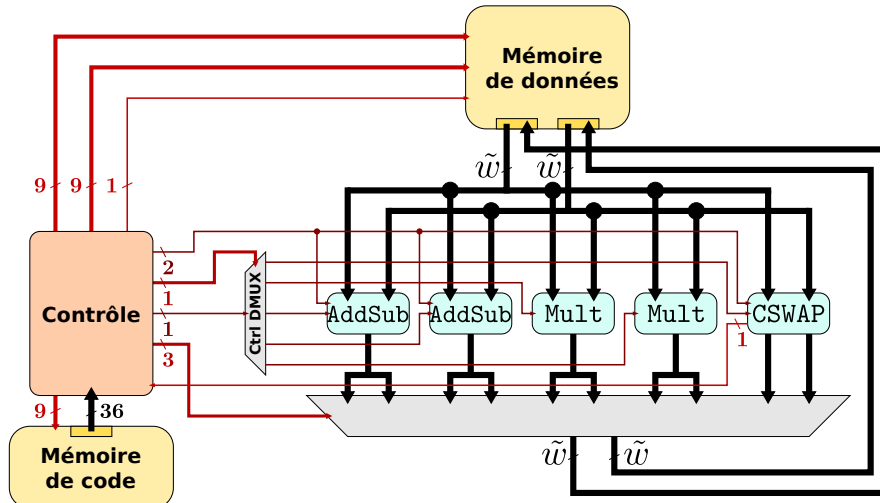 Mémoire
de données
w̃ w̃
9 9 1
2
1
1
3
Contrôle
Ctrl DMUX
AddSub AddSub Mult Mult CSWAP
1
9 36
w̃ w̃
Mémoire
de code